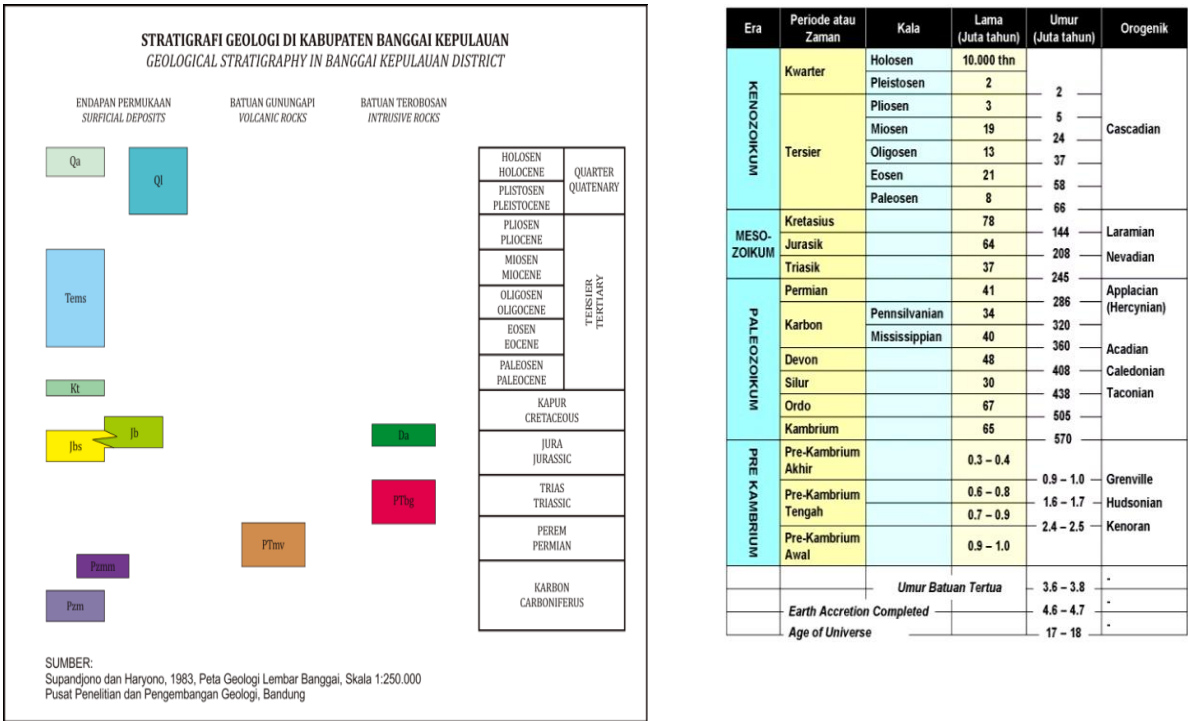 STRATIGRAFI GEOLOGI DI KABUPATEN BANGGAI KEPULAUAN
GEOLOGICAL STRATIGRAPHY IN BANGGAI KEPULAUAN DISTRICT
ENDAPAN PERMUKAAN
SURFICIAL DEPOSITS
BATUAN GUNUNGAPI
VOLCANIC ROCKS
BATUAN TEROBOSAN
INTRUSIVE ROCKS
Qa
Ql
Tems
Kt
Jb
Jbs
Da
PTbg
PTmv
Pzmm
Pzm
HOLOSEN
HOLOCENE
PLISTOSEN
PLEISTOCENE
QUARTER
QUATENARY
PLIOSEN
PLIOCENE
MIOSEN
MIOCENE
OLIGOSEN
OLIGOCENE
EOSEN
EOCENE
PALEOSEN
PALEOCENE
TERSIER
TERTIARY
KAPUR
CRETACEOUS
JURA
JURASSIC
TRIAS
TRIASSIC
PEREM
PERMIAN
KARBON
CARBONIFERUS
SUMBER:
Supandjono dan Haryono, 1983, Peta Geologi Lembar Banggai, Skala 1:250.000
Pusat Penelitian dan Pengembangan Geologi, Bandung
Era Periode atau Zaman Kala Lama (Juta tahun) Umur (Juta tahun) Orogenik
KENOZOIKUM
Kwarter Holosen 10.000 thn
Pleistosen 2
2
Tersier Pliosen 3
5
Miosen 19 Cascadian
24
Oligosen 13
37
Eosen 21
58
Paleosen 8
66
MESO-
ZOIKUM
Kretasius 78
144 Laramian
Jurasik 64
208 Nevadian
Triasik 37
245
PALEOZOIKUM
Permian 41 Applacian
286 (Hercynian)
Karbon Pennsilvanian 34
320
Mississippian 40
360 Acadian
Devon 48
408 Caledonian
Silur 30
438 Taconian
Ordo 67
505
Kambrium 65
570
PRE KAMBRIUM
Pre-Kambrium
Akhir 0.3 – 0.4
0.9 – 1.0 Grenville
Pre-Kambrium
Tengah 0.6 – 0.8
1.6 – 1.7 Hudsonian
0.7 – 0.9
2.4 – 2.5 Kenoran
Pre-Kambrium
Awal 0.9 – 1.0
Umur Batuan Tertua 3.6 – 3.8 -
Earth Accretion Completed 4.6 – 4.7 -
Age of Universe 17 – 18 -